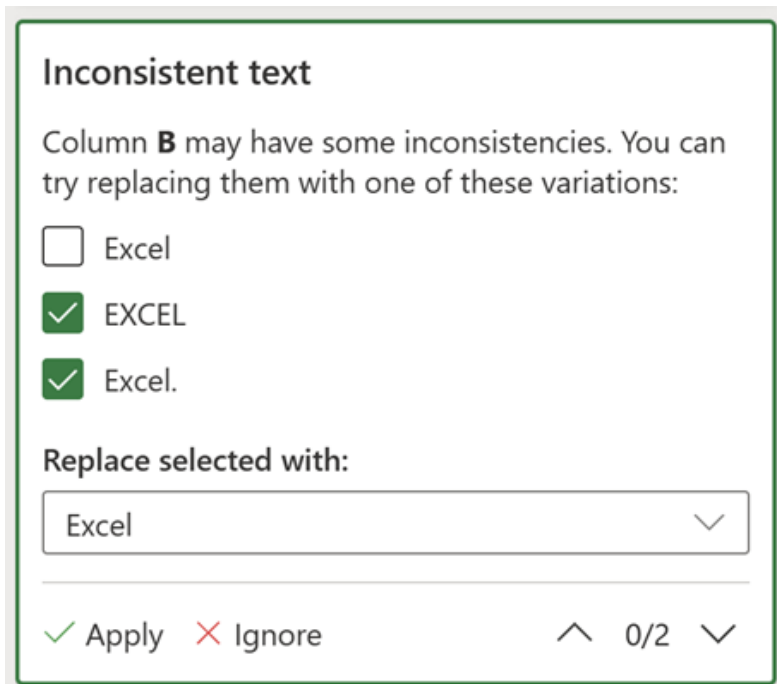 Inconsistent text
Column B may have some inconsistencies. You can
try replacing them with one of these variations:
Excel
EXCEL
Excel.
Replace selected with:
Excel
Apply Ignore 0/2